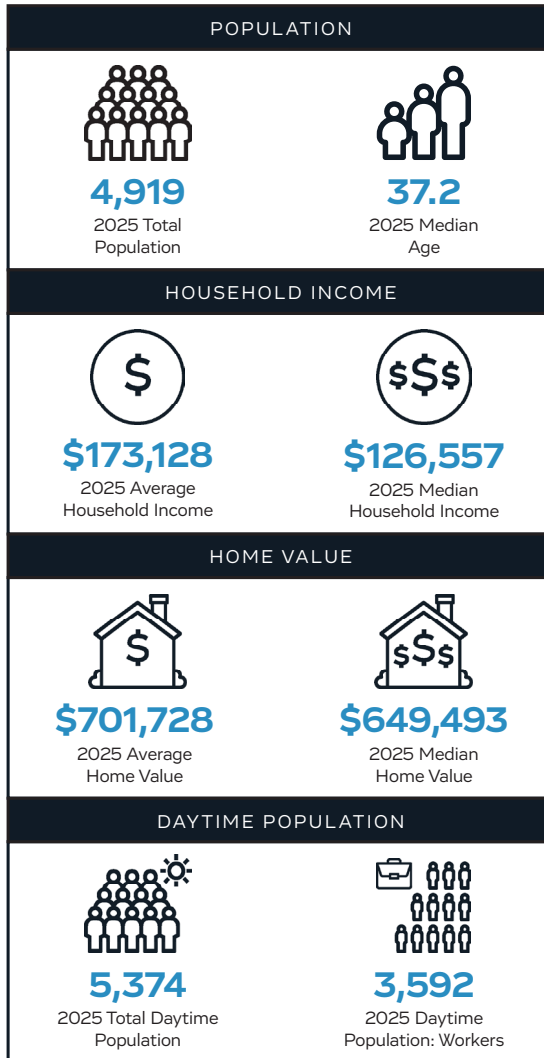 POPULATION
4,919
2025 Total
Population
37.2
2025 Median
Age
HOUSEHOLD INCOME
$
$173,128
2025 Average
Household Income
$$$
$126,557
2025 Median
Household Income
HOME VALUE
$
$701,728
2025 Average
Home Value
$$$
$649,493
2025 Median
Home Value
DAYTIME POPULATION
5,374
2025 Total Daytime
Population
3,592
2025 Daytime
Population: Workers